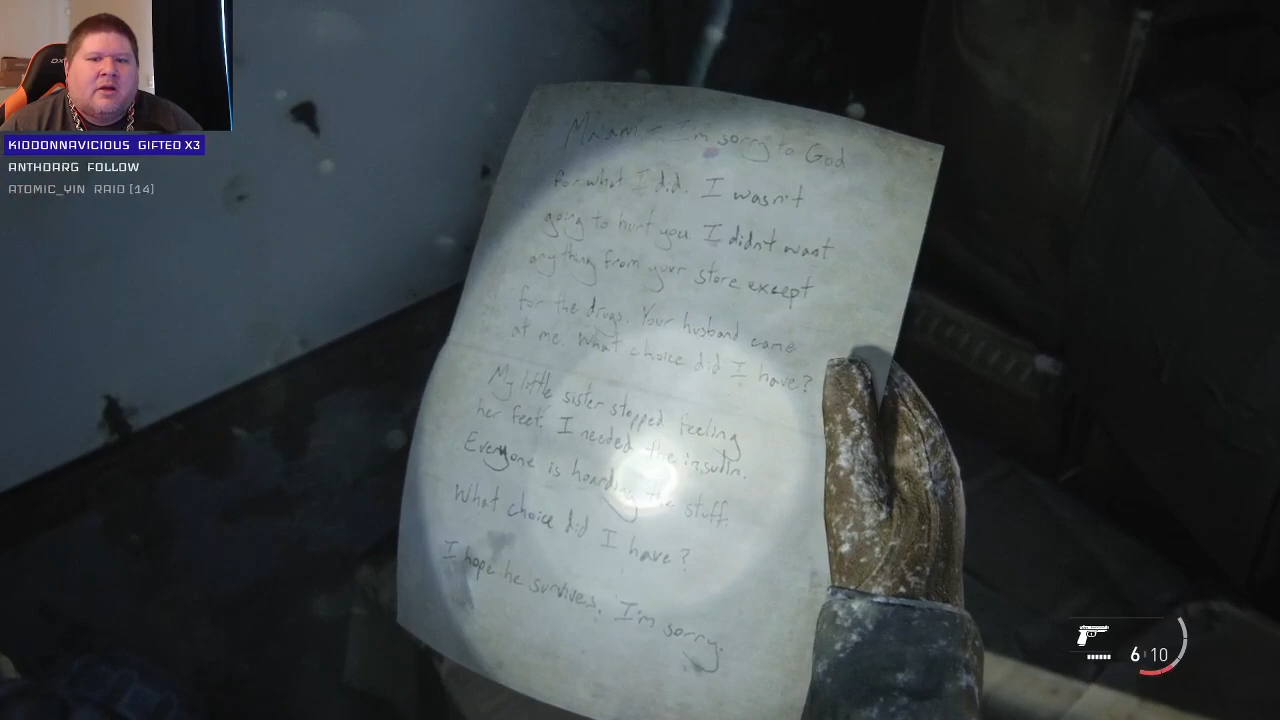 DX
KIDDONNAVICIOUS GIFTED X3
ANTHOARG FOLLOW
ATOMIC_YIN RAID [14]
Ma'am - I'm sorry to God
for what I did. I wasn't
going to hurt you I didn't want
anything from your store except
for the drugs. Your husband came
at me. What choice did I have?
My little sister stopped feeling
her feet. I needed the insulin.
Everyone is hoarding the stuff.
What choice did I have?
I hope he survives. I'm sorry.
6 10